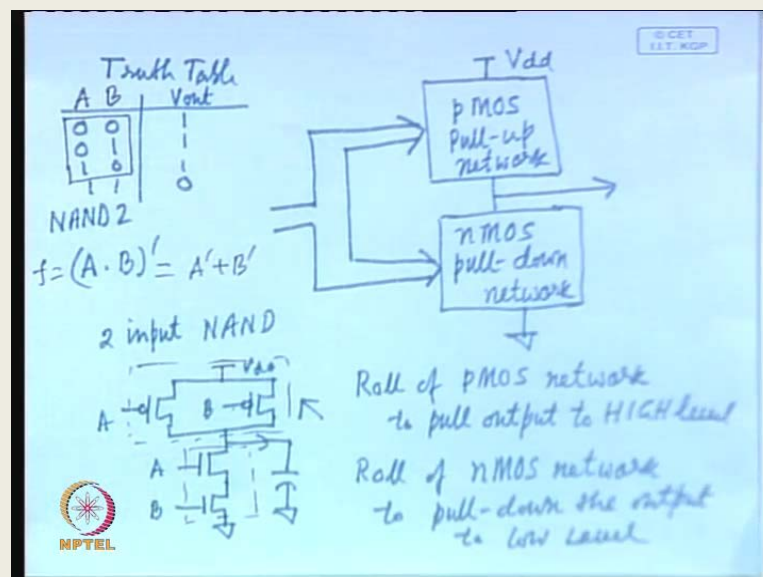 © CET
I.I.T. KGP
Truth Table
A B Vout
0 0 1
0 1 1
1 0 1
1 1 0
NAND2
f = (A · B)' = A' + B'
2 input NAND
Vdd
A
B
A
B
Vdd
pMOS
Pull-up
network
nMOS
pull-down
network
Roll of pMOS network
to pull output to HIGH level
Roll of nMOS network
to pull-down the output
to low Level
NPTEL